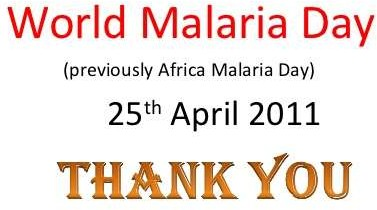 World Malaria Day
(previously Africa Malaria Day)
25th April 2011
THANK YOU